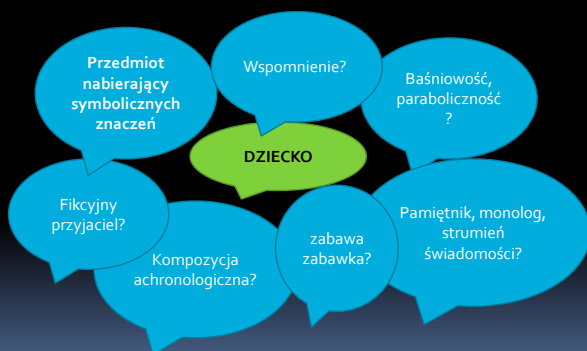 Przedmiot
nabierający
symbolicznych
znaczeń
Wspomnienie?
Baśniowość,
paraboliczność
?
DZIECKO
Fikcyjny
przyjaciel?
Kompozycja
achronologiczna?
zabawa
zabawka?
Pamiętnik, monolog,
strumień
świadomości?